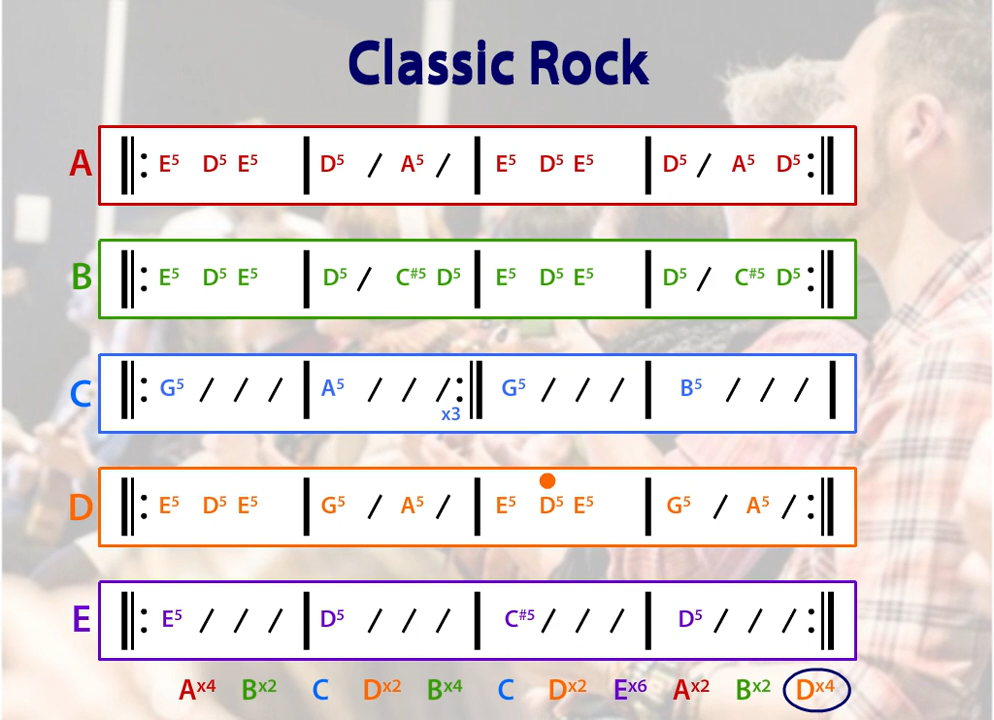 Classic Rock
A E5 D5 E5 D5 / A5 / E5 D5 E5 D5 / A5 D5
B E5 D5 E5 D5 / C#5 D5 E5 D5 E5 D5 / C#5 D5
C G5 / / / A5 / / / x3 G5 / / / B5 / / /
D E5 D5 E5 G5 / A5 / E5 D5 E5 G5 / A5 /
E E5 / / / D5 / / / C#5 / / / D5 / / /
Ax4 Bx2 C Dx2 Bx4 C Dx2 Ex6 Ax2 Bx2 Dx4